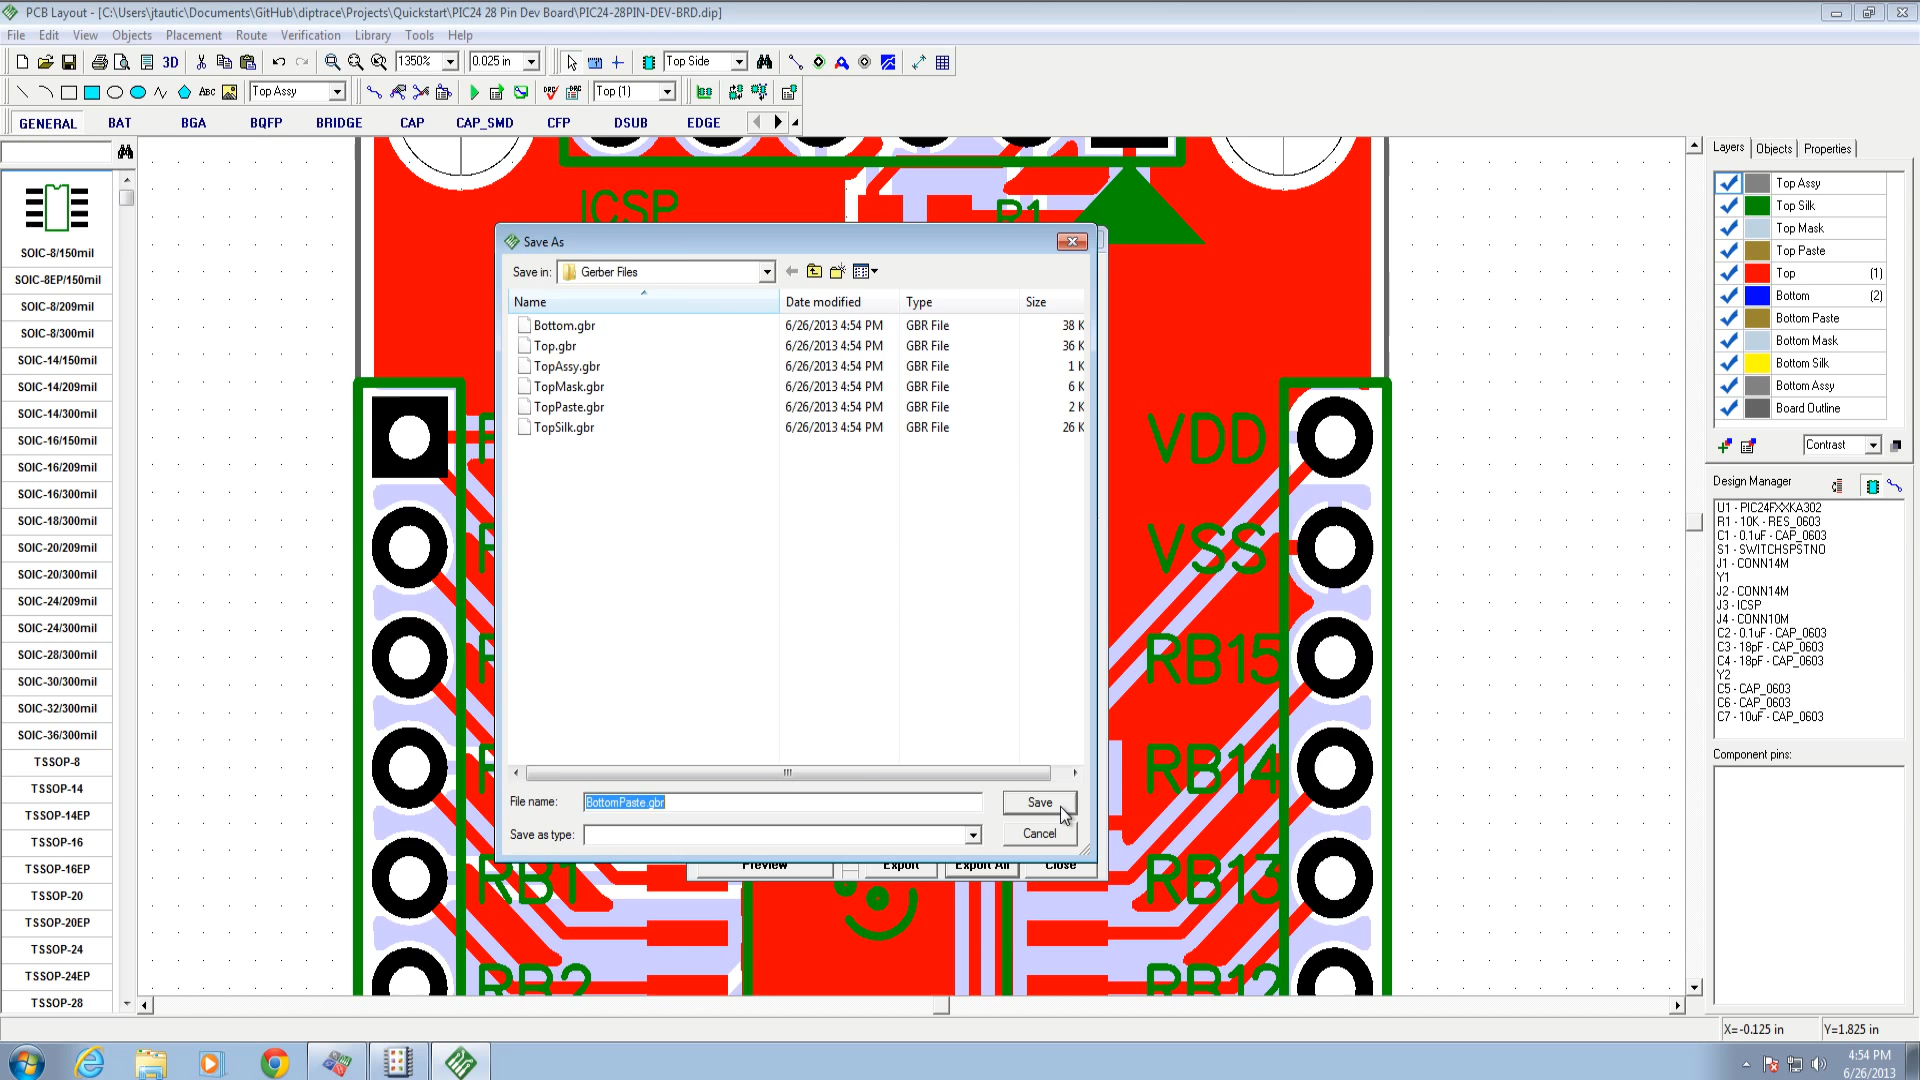 PCB Layout - [C:\Users\jtautic\Documents\GitHub\diptrace\Projects\Quickstart\PIC24 28 Pin Dev Board\PIC24-28PIN-DEV-BRD.dip]
File Edit View Objects Placement Route Verification Library Tools Help
3D 1350% 0.025 in Top Side
ABC Top Assy DRC DRC Top (1)
GENERAL BAT BGA BQFP BRIDGE CAP CAP_SMD CFP DSUB EDGE
SOIC-8/150mil
SOIC-8EP/150mil
SOIC-8/209mil
SOIC-8/300mil
SOIC-14/150mil
SOIC-14/209mil
SOIC-14/300mil
SOIC-16/150mil
SOIC-16/209mil
SOIC-16/300mil
SOIC-18/300mil
SOIC-20/209mil
SOIC-20/300mil
SOIC-24/209mil
SOIC-24/300mil
SOIC-28/300mil
SOIC-30/300mil
SOIC-32/300mil
SOIC-36/300mil
TSSOP-8
TSSOP-14
TSSOP-14EP
TSSOP-16
TSSOP-16EP
TSSOP-20
TSSOP-20EP
TSSOP-24
TSSOP-24EP
TSSOP-28
ICSP
R1
Save As
Save in: Gerber Files
Name Date modified Type Size
Bottom.gbr 6/26/2013 4:54 PM GBR File 38 K
Top.gbr 6/26/2013 4:54 PM GBR File 36 K
TopAssy.gbr 6/26/2013 4:54 PM GBR File 1 K
TopMask.gbr 6/26/2013 4:54 PM GBR File 6 K
TopPaste.gbr 6/26/2013 4:54 PM GBR File 2 K
TopSilk.gbr 6/26/2013 4:54 PM GBR File 26 K
File name: BottomPaste.gbr Save
Save as type: Cancel
Preview Export Export All Close
RB1
RB2
VDD
VSS
RB15
RB14
RB13
RB12
Layers Objects Properties
Top Assy
Top Silk
Top Mask
Top Paste
Top (1)
Bottom (2)
Bottom Paste
Bottom Mask
Bottom Silk
Bottom Assy
Board Outline
Contrast
Design Manager
U1 - PIC24FXXKA302
R1 - 10K - RES_0603
C1 - 0.1uF - CAP_0603
S1 - SWITCHSPSTNO
J1 - CONN14M
Y1
J2 - CONN14M
J3 - ICSP
J4 - CONN10M
C2 - 0.1uF - CAP_0603
C3 - 18pF - CAP_0603
C4 - 18pF - CAP_0603
Y2
C5 - CAP_0603
C6 - CAP_0603
C7 - 10uF - CAP_0603
Component pins:
X=-0.125 in Y=1.825 in
4:54 PM
6/26/2013